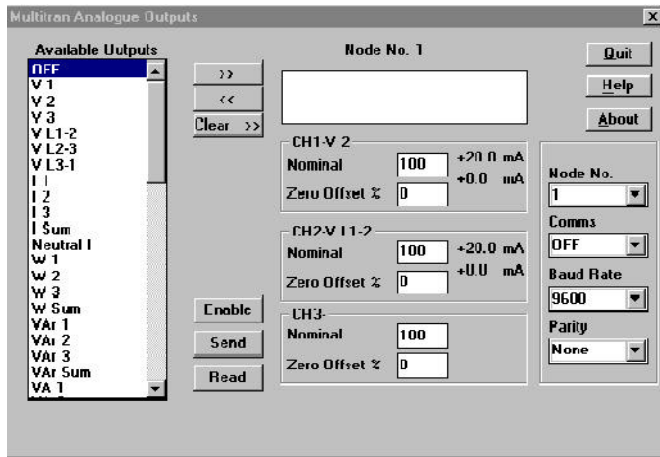 Multitran Analogue Outputs
Available Outputs
OFF
V 1
V 2
V 3
V L1-2
V L2-3
V L3-1
I 1
I 2
I 3
I Sum
Neutral I
W 1
W 2
W 3
W Sum
VAr 1
VAr 2
VAr 3
VAr Sum
VA 1
>>
<<
Clear >>
Enable
Send
Read
Node No. 1
CH1-V 2
Nominal 100 +20.0 mA
Zero Offset % 0 +0.0 mA
CH2-V L1-2
Nominal 100 +20.0 mA
Zero Offset % 0 +0.0 mA
CH3-
Nominal 100
Zero Offset % 0
Quit
Help
About
Node No.
1
Comms
OFF
Baud Rate
9600
Parity
None